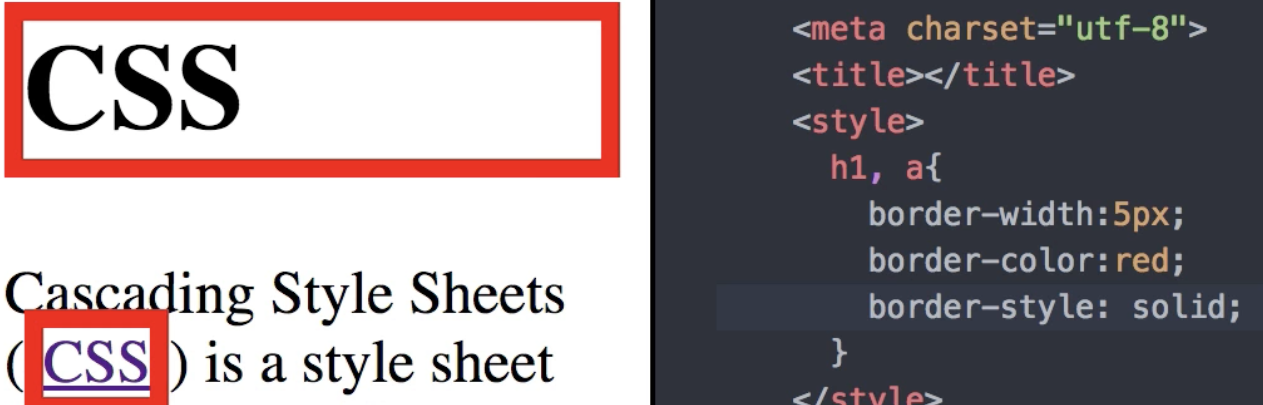 CSS
Cascading Style Sheets
(CSS) is a style sheet
<meta charset="utf-8">
<title></title>
<style>
h1, a{
border-width:5px;
border-color:red;
border-style: solid;
}
</style>